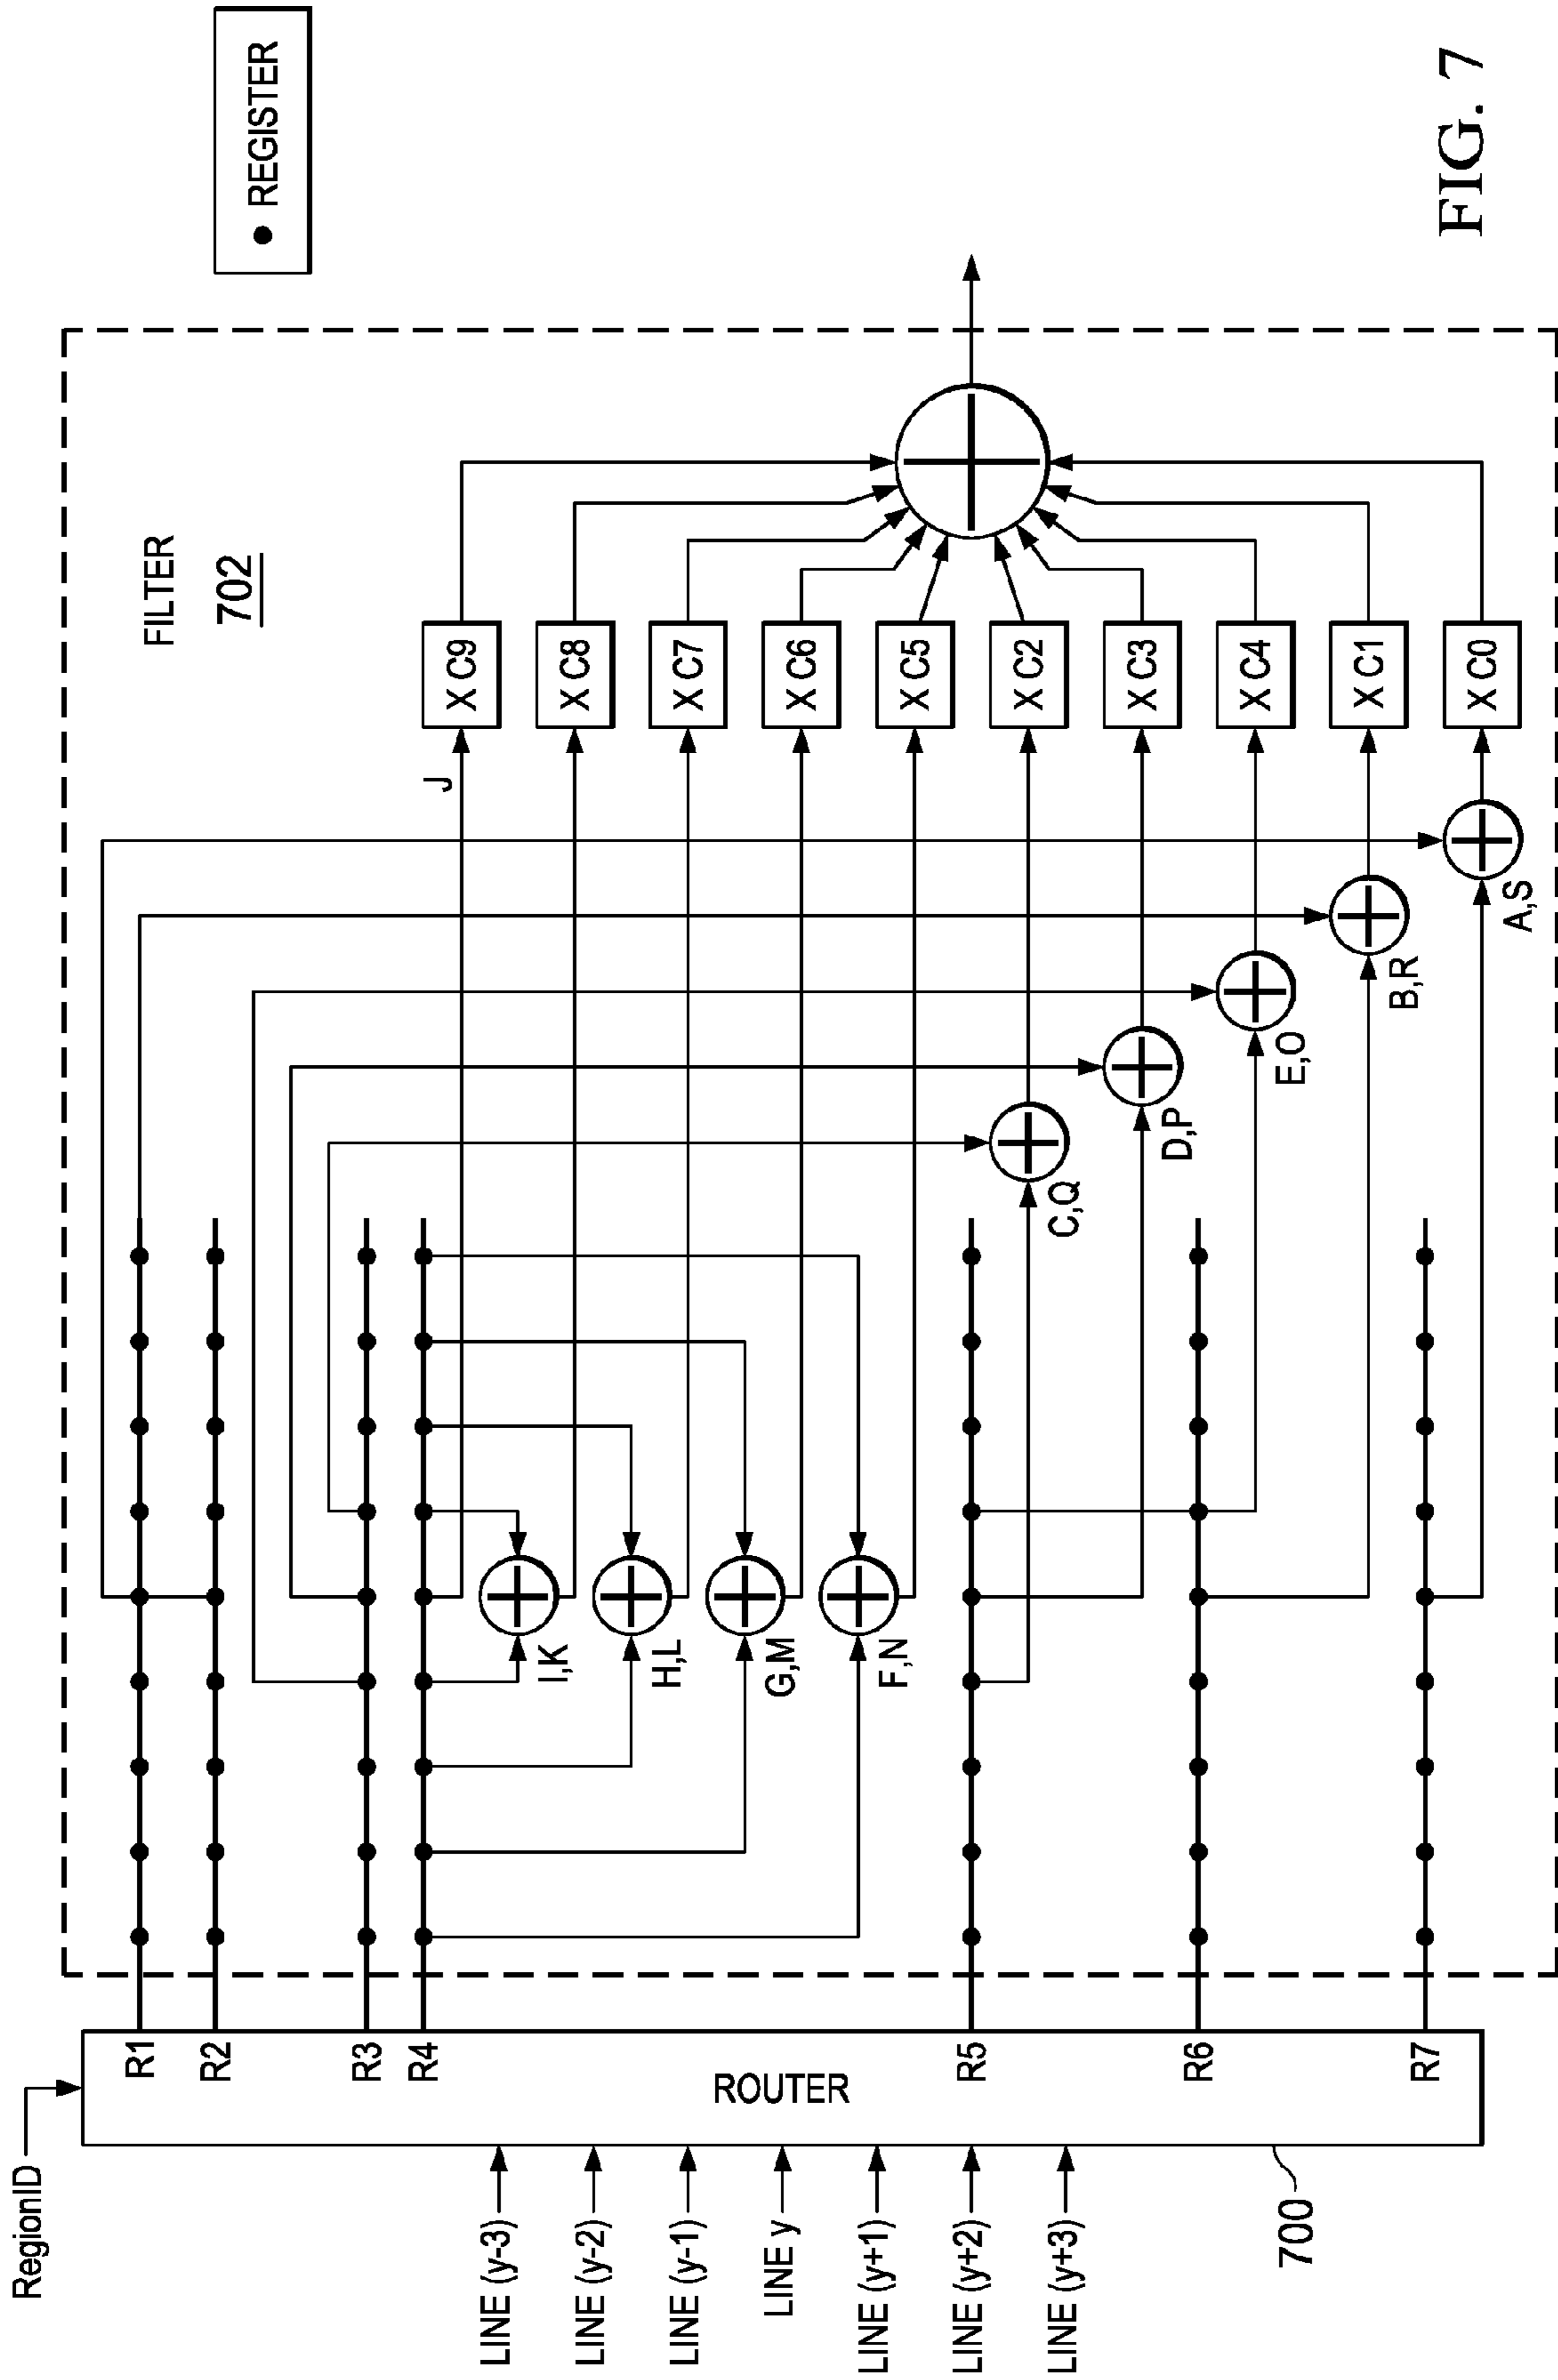 RegionID
LINE (y-3)
LINE (y-2)
LINE (y-1)
LINE y
LINE (y+1)
LINE (y+2)
LINE (y+3)
700
ROUTER
R1
R2
R3
R4
R5
R6
R7
FILTER
702
I,K
H,L
G,M
F,N
C,Q
D,P
E,O
B,R
A,S
J
X C9
X C8
X C7
X C6
X C5
X C2
X C3
X C4
X C1
X C0
• REGISTER
FIG. 7